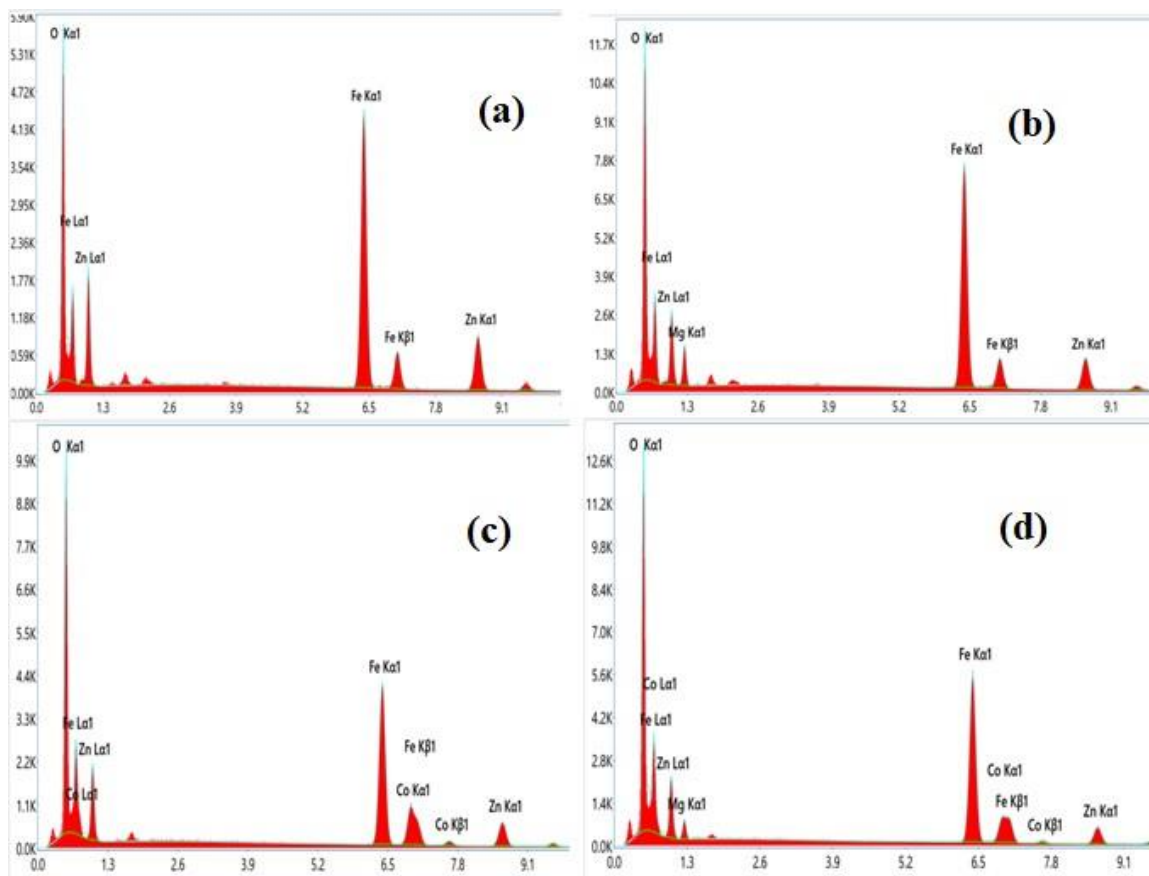 5.90K
O Kα1
5.31K
4.72K
4.13K
3.54K
2.95K
2.36K
1.77K
1.18K
0.59K
0.00K
Fe Lα1
Zn Lα1
Fe Kα1
Fe Kβ1
Zn Kα1
(a)
0.0 1.3 2.6 3.9 5.2 6.5 7.8 9.1
11.7K
10.4K
9.1K
7.8K
6.5K
5.2K
3.9K
2.6K
1.3K
0.0K
O Kα1
Fe Lα1
Zn Lα1
Mg Kα1
Fe Kα1
Fe Kβ1
Zn Kα1
(b)
0.0 1.3 2.6 3.9 5.2 6.5 7.8 9.1
9.9K
8.8K
7.7K
6.6K
5.5K
4.4K
3.3K
2.2K
1.1K
0.0K
O Kα1
Fe Lα1
Zn Lα1
Co Lα1
Fe Kα1
Fe Kβ1
Co Kα1
Co Kβ1
Zn Kα1
(c)
0.0 1.3 2.6 3.9 5.2 6.5 7.8 9.1
12.6K
11.2K
9.8K
8.4K
7.0K
5.6K
4.2K
2.8K
1.4K
0.0K
O Kα1
Co Lα1
Fe Lα1
Zn Lα1
Mg Kα1
Fe Kα1
Co Kα1
Fe Kβ1
Co Kβ1
Zn Kα1
(d)
0.0 1.3 2.6 3.9 5.2 6.5 7.8 9.1